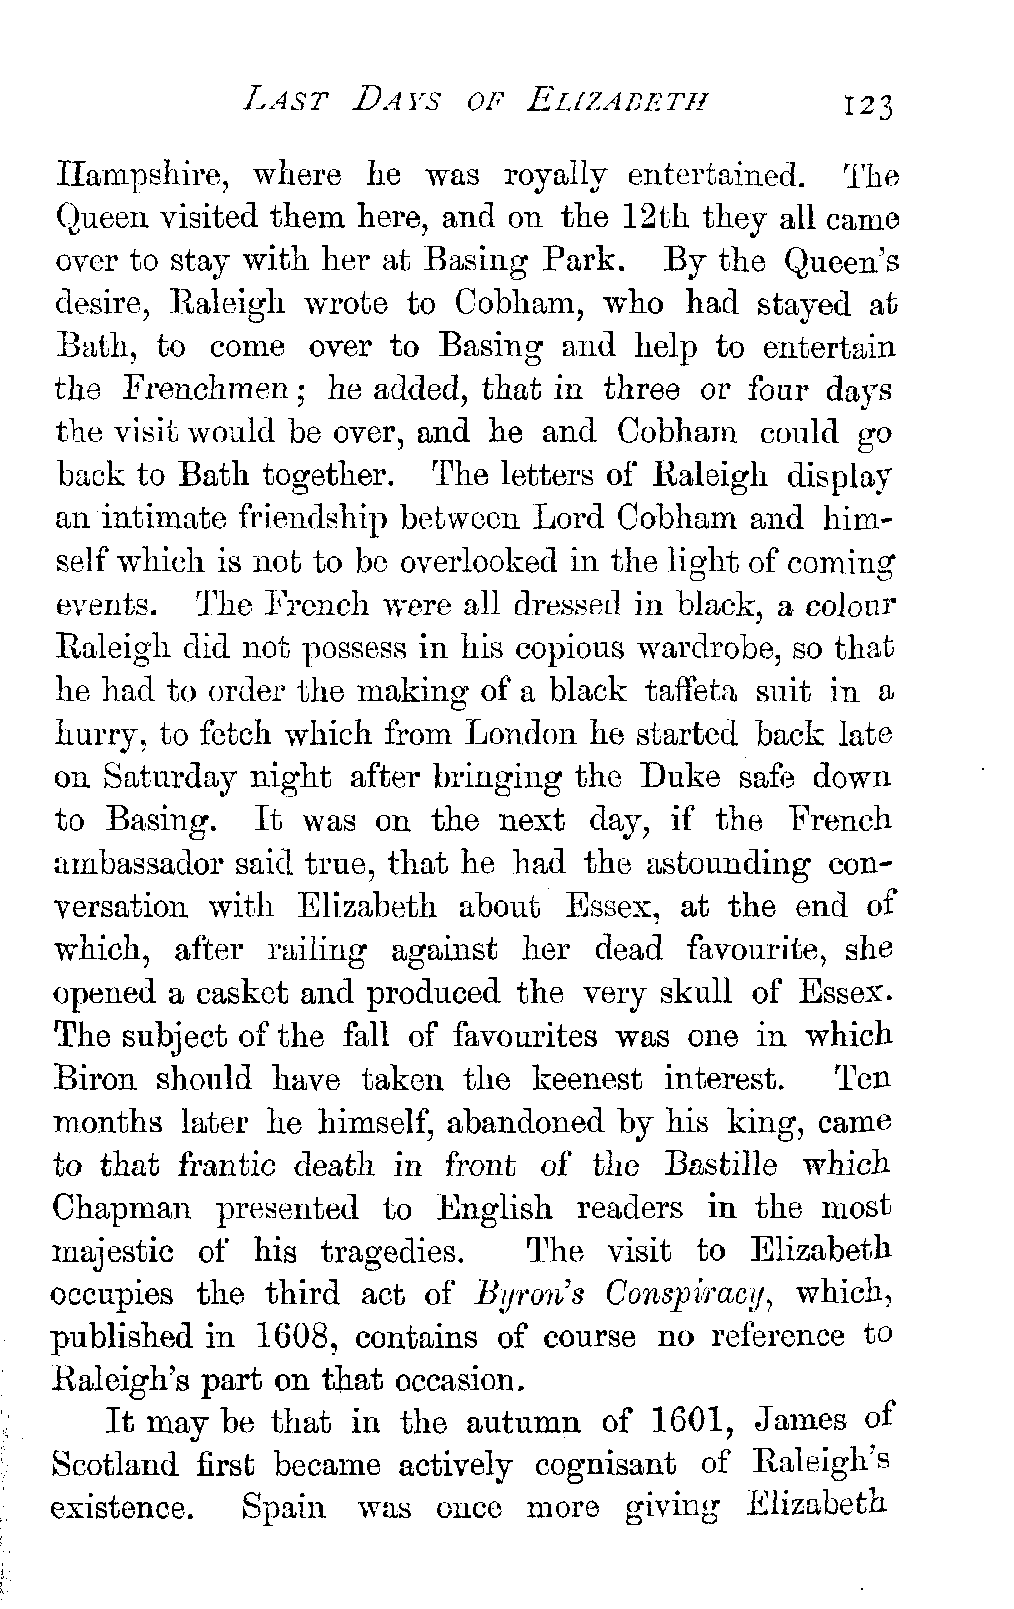 LAST DAYS OF ELIZABETH 123
Hampshire, where he was royally entertained. The
Queen visited them here, and on the 12th they all came
over to stay with her at Basing Park. By the Queen's
desire, Raleigh wrote to Cobham, who had stayed at
Bath, to come over to Basing and help to entertain
the Frenchmen; he added, that in three or four days
the visit would be over, and he and Cobham could go
back to Bath together. The letters of Raleigh display
an intimate friendship between Lord Cobham and him-
self which is not to be overlooked in the light of coming
events. The French were all dressed in black, a colour
Raleigh did not possess in his copious wardrobe, so that
he had to order the making of a black taffeta suit in a
hurry, to fetch which from London he started back late
on Saturday night after bringing the Duke safe down
to Basing. It was on the next day, if the French
ambassador said true, that he had the astounding con-
versation with Elizabeth about Essex, at the end of
which, after railing against her dead favourite, she
opened a casket and produced the very skull of Essex.
The subject of the fall of favourites was one in which
Biron should have taken the keenest interest. Ten
months later he himself, abandoned by his king, came
to that frantic death in front of the Bastille which
Chapman presented to English readers in the most
majestic of his tragedies. The visit to Elizabeth
occupies the third act of Byron's Conspiracy, which,
published in 1608, contains of course no reference to
Raleigh's part on that occasion.
It may be that in the autumn of 1601, James of
Scotland first became actively cognisant of Raleigh's
existence. Spain was once more giving Elizabeth